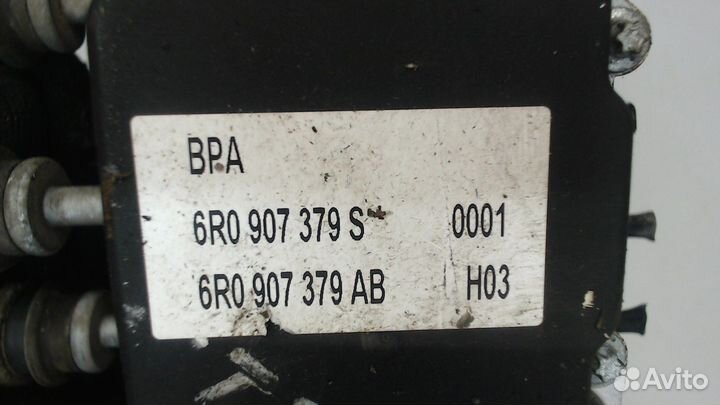 BPA
6R0 907 379 S* 0001
6R0 907 379 AB H03
Avito